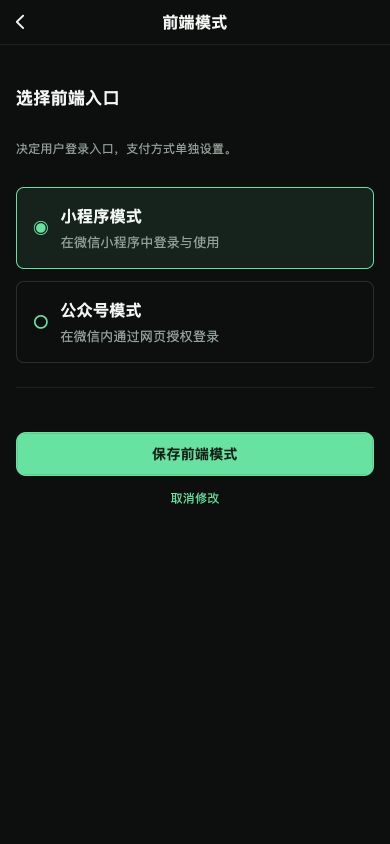 前端模式
选择前端入口
决定用户登录入口，支付方式单独设置。
小程序模式
在微信小程序中登录与使用
公众号模式
在微信内通过网页授权登录
保存前端模式
取消修改